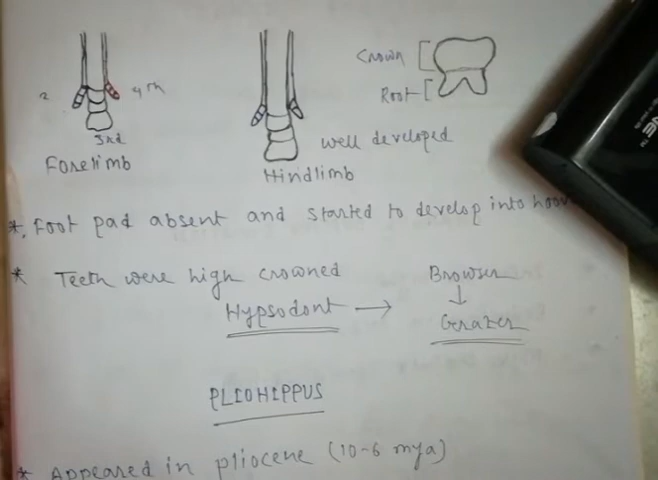 Crown
Root
2
4th
3rd
well developed
Forelimb
Hindlimb
*. Foot pad absent and started to develop into
* Teeth were high crowned
Browser
Hypsodont → ↓
Grazer
PLIOHIPPUS
* Appeared in pliocene (10-6 mya)